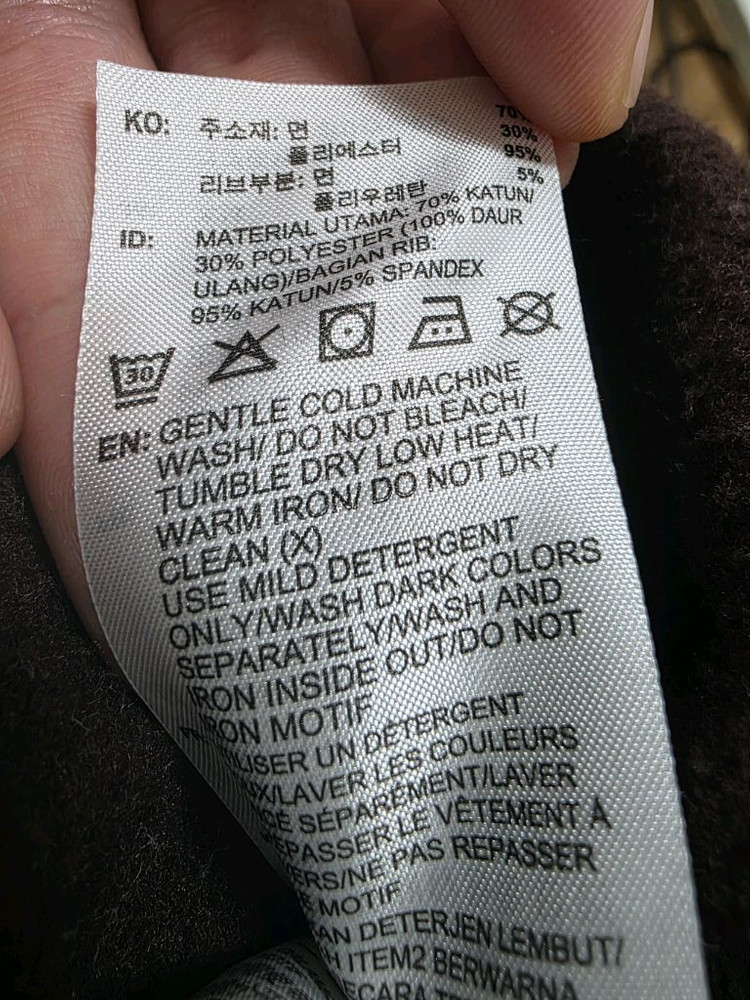 KO: 주소재: 면 70%
폴리에스터 30%
리브부분: 면 95%
폴리우레탄 5%
ID: MATERIAL UTAMA: 70% KATUN/
30% POLYESTER (100% DAUR
ULANG)/BAGIAN RIB:
95% KATUN/5% SPANDEX
30
EN: GENTLE COLD MACHINE
WASH/ DO NOT BLEACH/
TUMBLE DRY LOW HEAT/
WARM IRON/ DO NOT DRY
CLEAN (X)
USE MILD DETERGENT
ONLY/WASH DARK COLORS
SEPARATELY/WASH AND
IRON INSIDE OUT/DO NOT
IRON MOTIF
UN DÉTERGENT
LES COULEURS
SÉPARÉMENT/LAVER
LE VÊTEMENT À
PAS REPASSER
MOTIF
DETERJEN LEMBUT/
ITEM2 BERWARNA